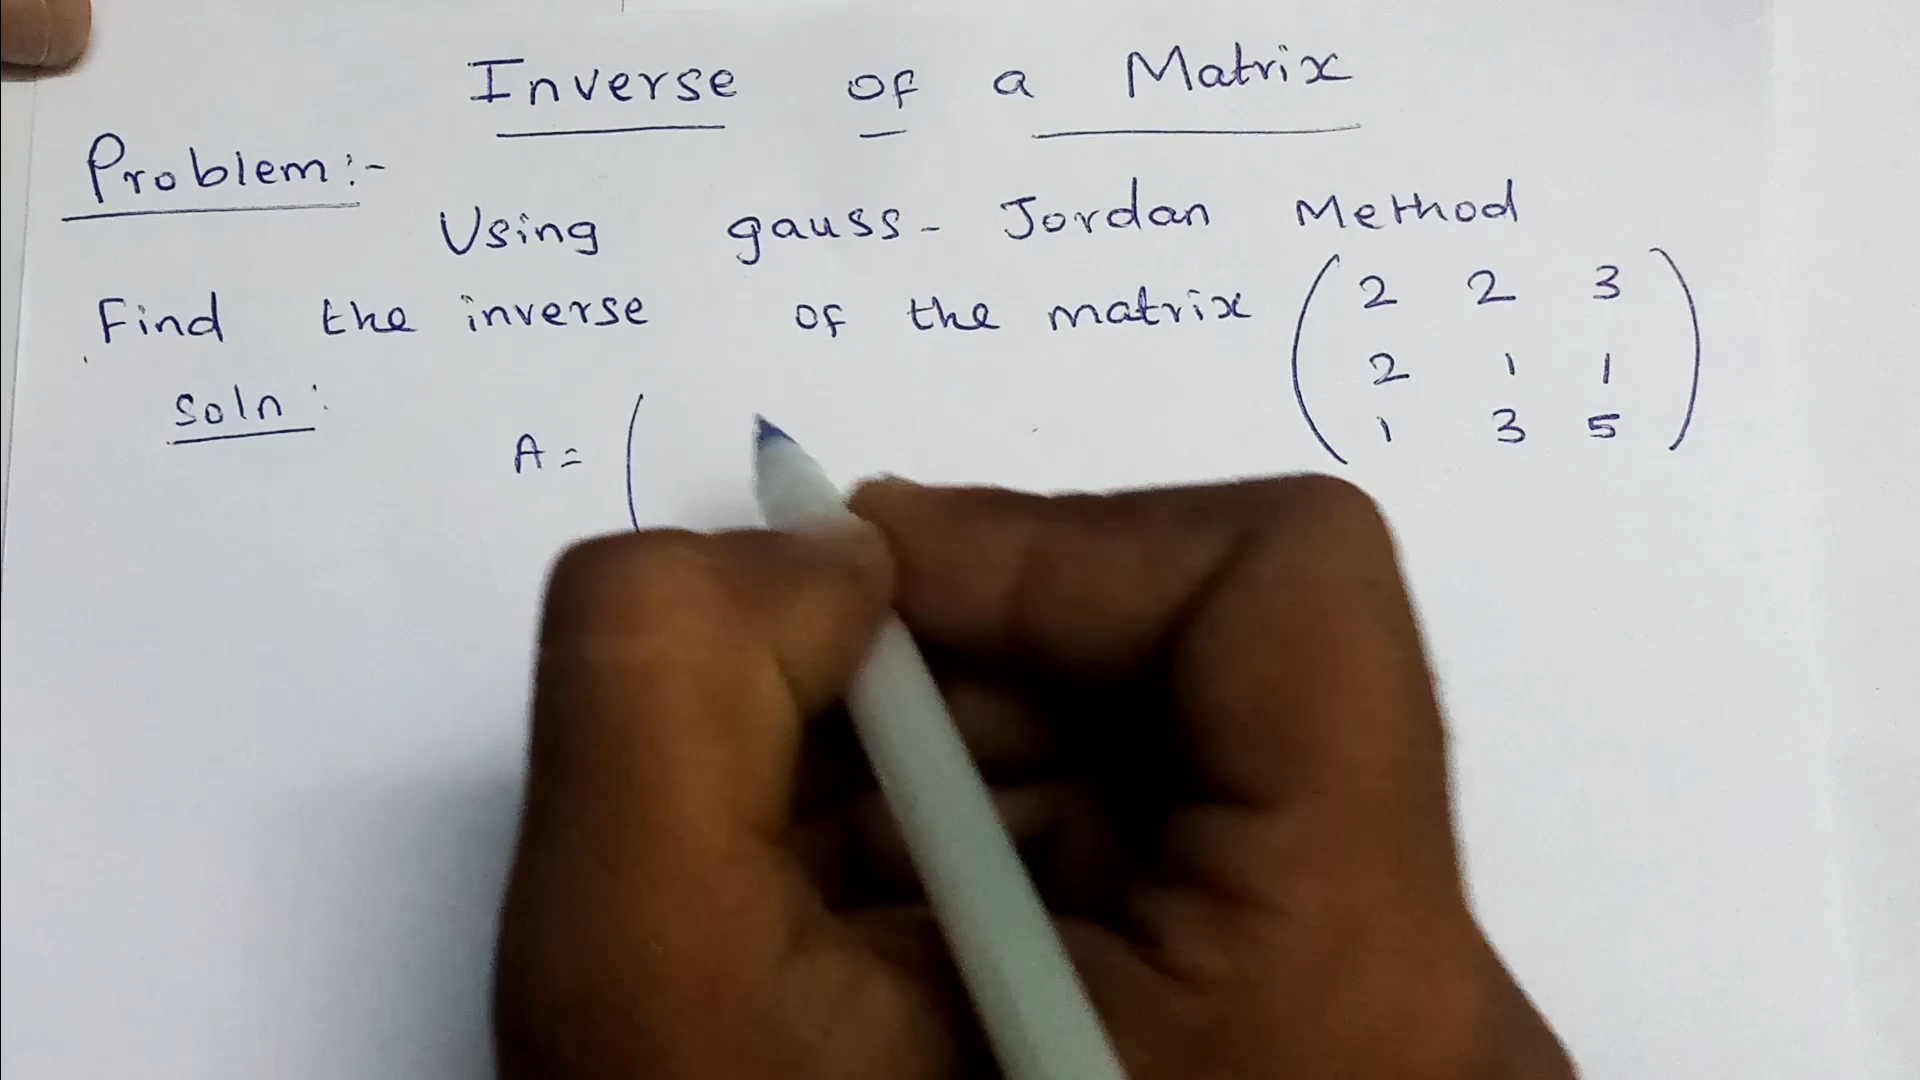 Inverse of a Matrix
Problem:-
Using gauss-Jordan Method
Find the inverse of the matrix
2 2 3
2 1 1
1 3 5
Soln:
A = (